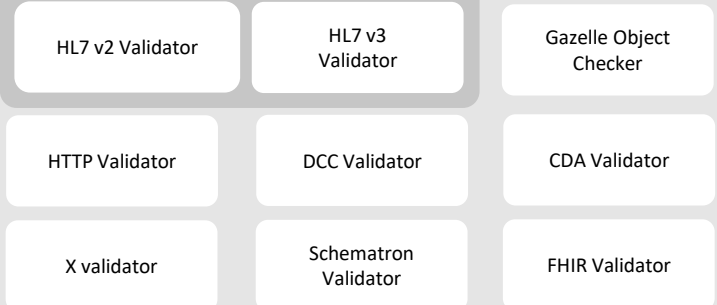 HL7 v2 Validator
HL7 v3
Validator
Gazelle Object
Checker
HTTP Validator
DCC Validator
CDA Validator
X validator
Schematron
Validator
FHIR Validator